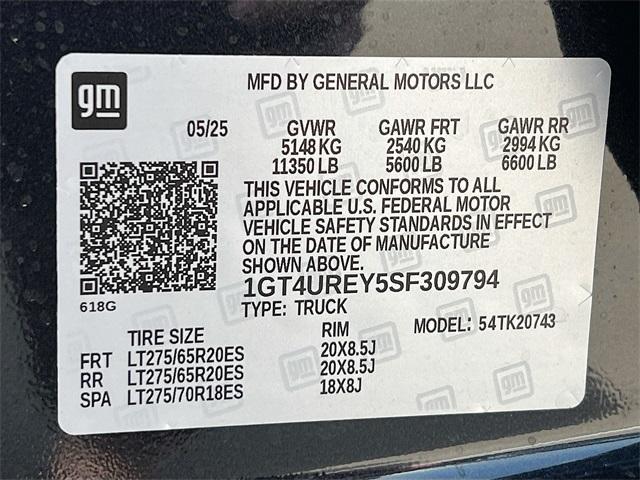 gm
MFD BY GENERAL MOTORS LLC
05/25 GVWR GAWR FRT GAWR RR
5148 KG 2540 KG 2994 KG
11350 LB 5600 LB 6600 LB
THIS VEHICLE CONFORMS TO ALL
APPLICABLE U.S. FEDERAL MOTOR
VEHICLE SAFETY STANDARDS IN EFFECT
ON THE DATE OF MANUFACTURE
SHOWN ABOVE.
1GT4UREY5SF309794
618G
TYPE: TRUCK
MODEL: 54TK20743
TIRE SIZE RIM
FRT LT275/65R20ES 20X8.5J
RR LT275/65R20ES 20X8.5J
SPA LT275/70R18ES 18X8J